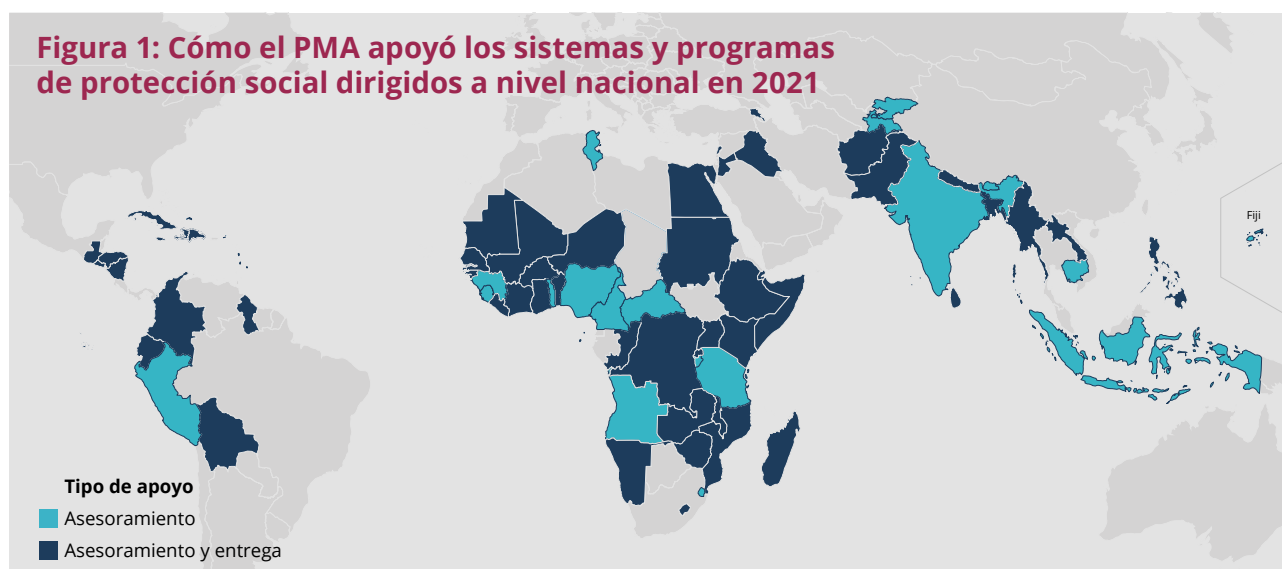 Figura 1: Cómo el PMA apoyó los sistemas y programas
de protección social dirigidos a nivel nacional en 2021
Fiji
Tipo de apoyo
Asesoramiento
Asesoramiento y entrega